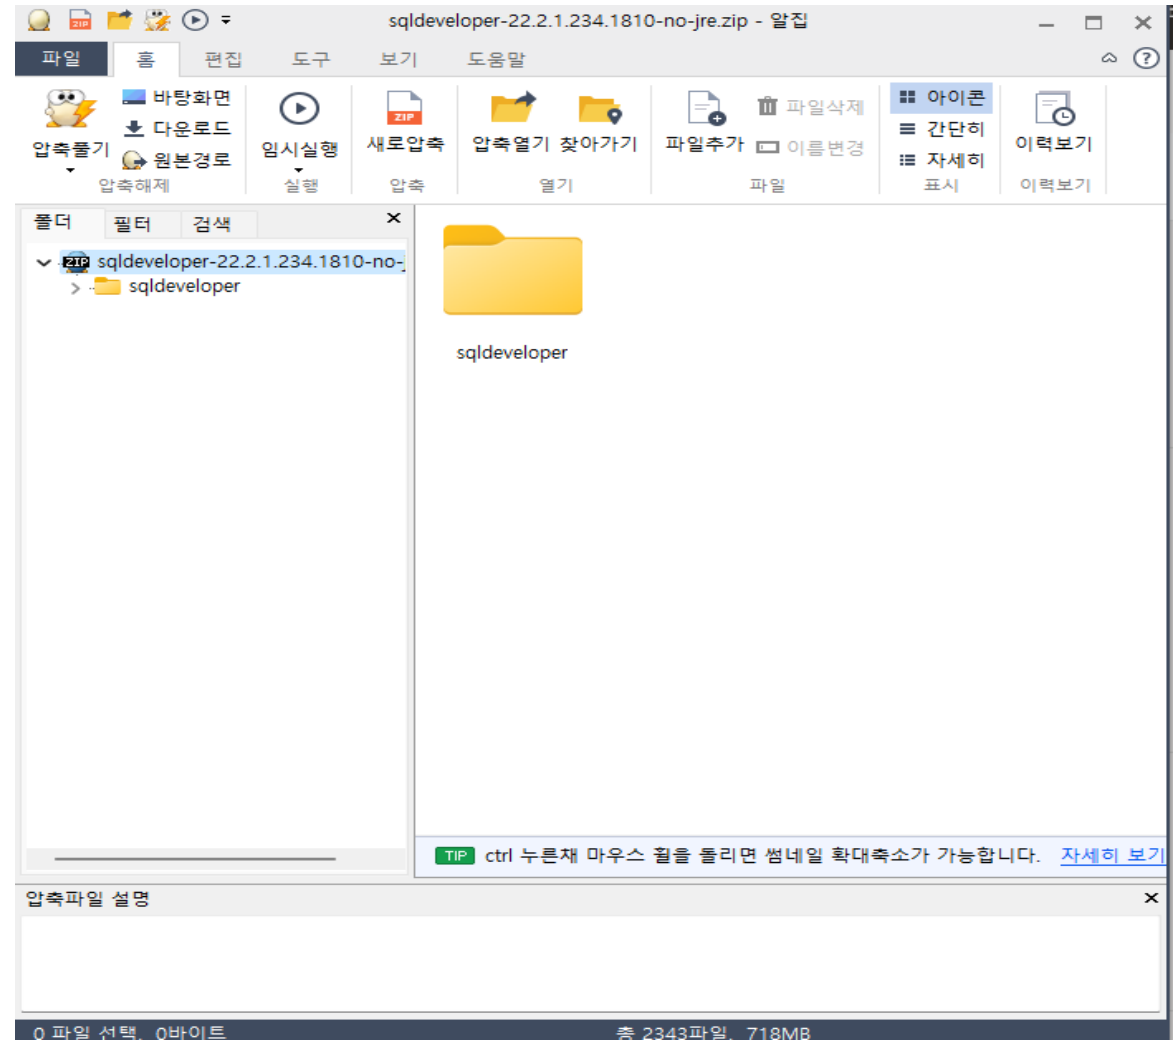 sqldeveloper-22.2.1.234.1810-no-jre.zip - 알집
파일 홈 편집 도구 보기 도움말
압축풀기
바탕화면
다운로드
원본경로
압축해제
임시실행
실행
ZIP
새로압축
압축
압축열기 찾아가기
열기
파일추가
파일삭제
이름변경
파일
아이콘
간단히
자세히
표시
이력보기
이력보기
폴더 필터 검색
ZIP sqldeveloper-22.2.1.234.1810-no-j
sqldeveloper
sqldeveloper
TIP ctrl 누른채 마우스 휠을 돌리면 썸네일 확대축소가 가능합니다. 자세히 보기
압축파일 설명
0 파일 선택, 0바이트 총 2343파일, 718MB